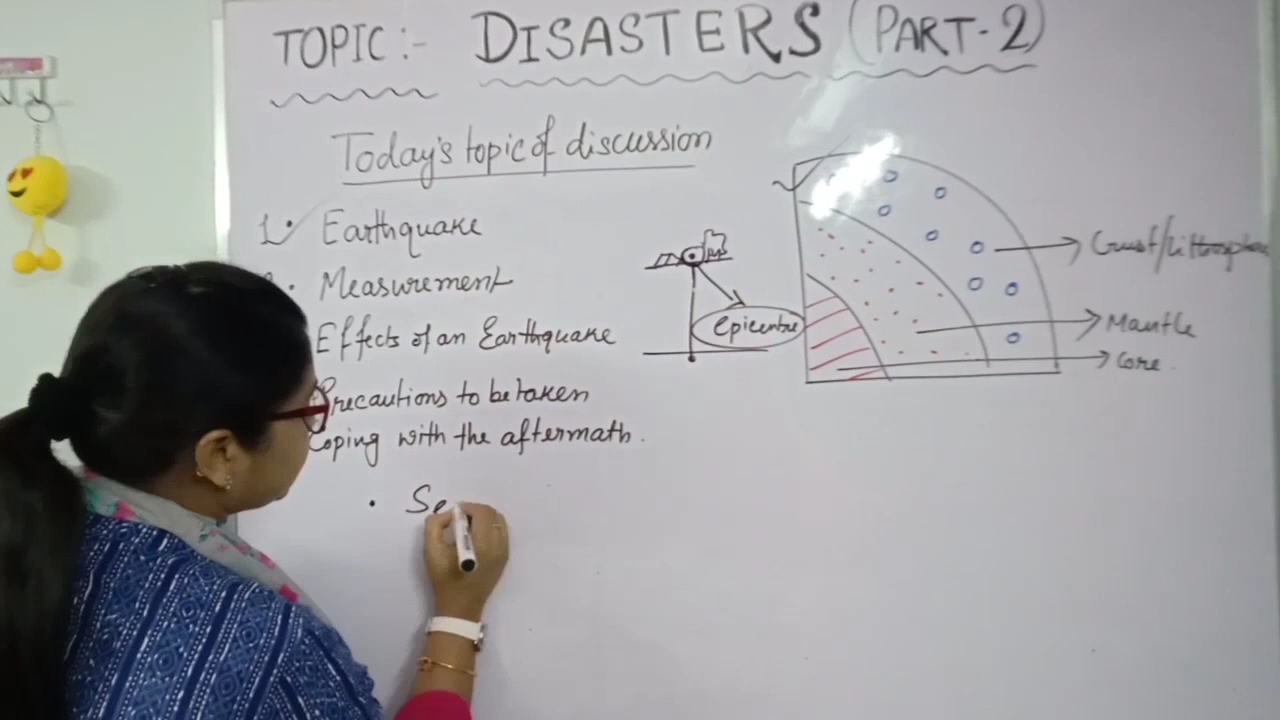 TOPIC:- DISASTERS (PART-2)
Today's topic of discussion
1. Earthquake
• Measurement
Effects of an Earthquake
Precautions to be taken
Coping with the aftermath.
• Se
epicentre
Crust/Lithosphere
Mantle
Core.